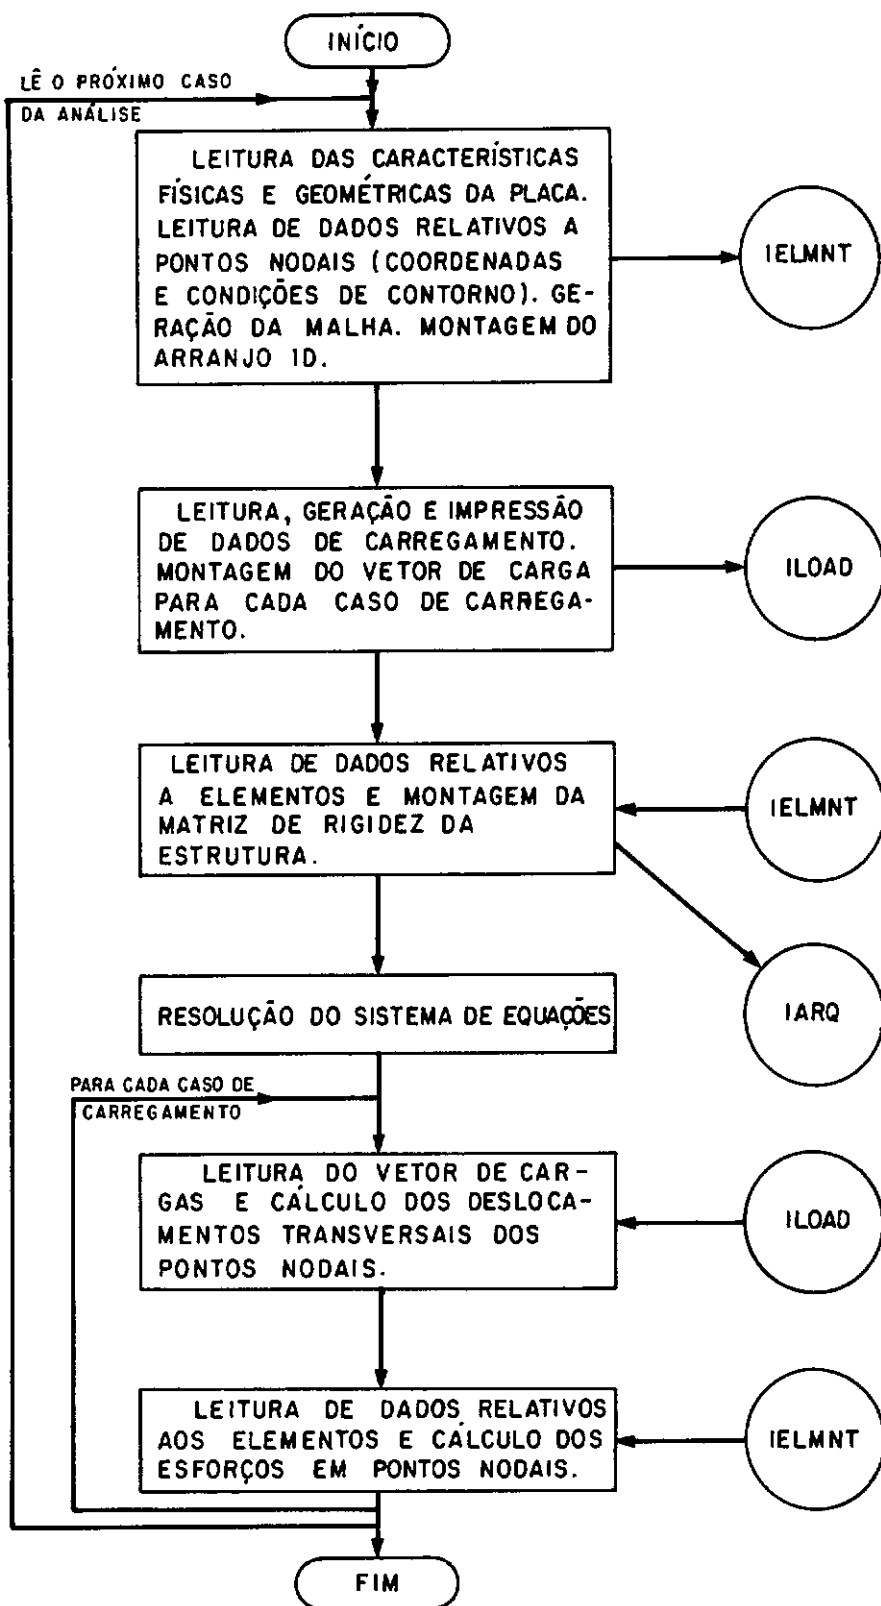 INÍCIO
LÊ O PRÓXIMO CASO
DA ANÁLISE
LEITURA DAS CARACTERÍSTICAS
FÍSICAS E GEOMÉTRICAS DA PLACA.
LEITURA DE DADOS RELATIVOS A
PONTOS NODAIS (COORDENADAS
E CONDIÇÕES DE CONTORNO). GE-
RAÇÃO DA MALHA. MONTAGEM DO
ARRANJO ID.
IELMNT
LEITURA, GERAÇÃO E IMPRESSÃO
DE DADOS DE CARREGAMENTO.
MONTAGEM DO VETOR DE CARGA
PARA CADA CASO DE CARREGA-
MENTO.
ILOAD
LEITURA DE DADOS RELATIVOS
A ELEMENTOS E MONTAGEM DA
MATRIZ DE RIGIDEZ DA
ESTRUTURA.
IELMNT
IARQ
RESOLUÇÃO DO SISTEMA DE EQUAÇÕES
PARA CADA CASO DE
CARREGAMENTO
LEITURA DO VETOR DE CAR-
GAS E CÁLCULO DOS DESLOCA-
MENTOS TRANSVERSAIS DOS
PONTOS NODAIS.
ILOAD
LEITURA DE DADOS RELATIVOS
AOS ELEMENTOS E CÁLCULO DOS
ESFORÇOS EM PONTOS NODAIS.
IELMNT
FIM